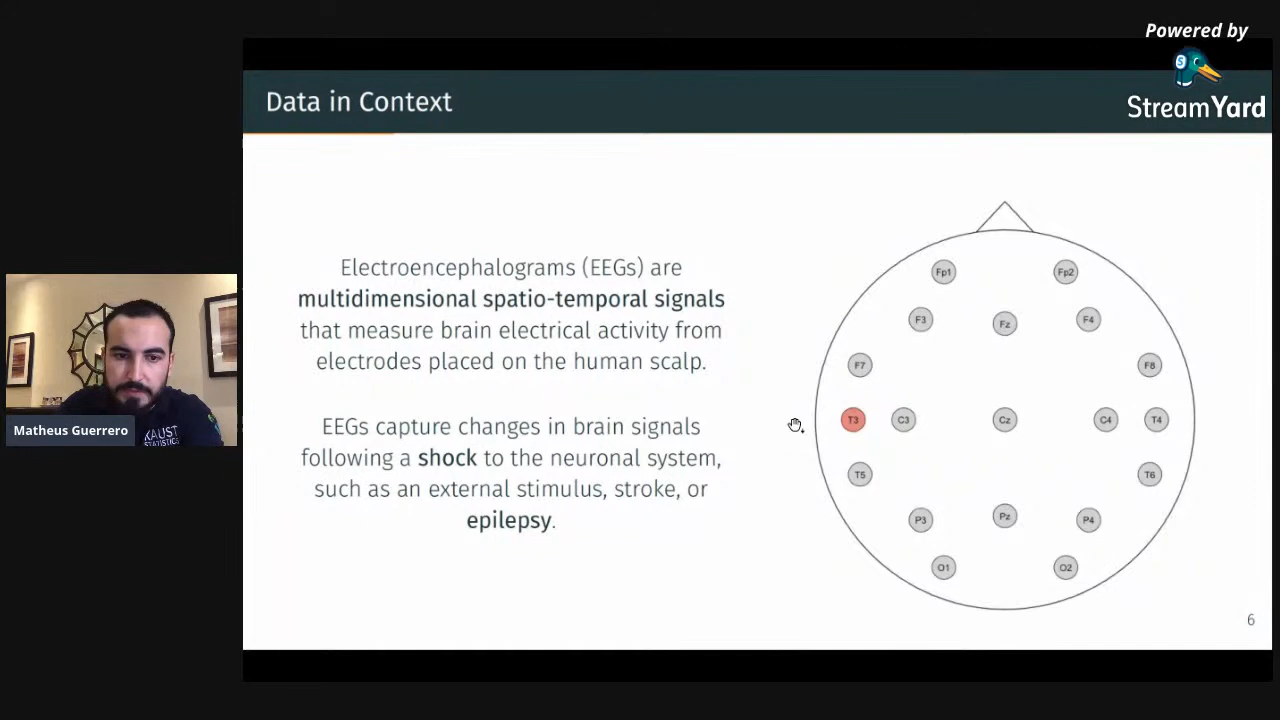 Powered by
StreamYard
Data in Context
Electroencephalograms (EEGs) are
multidimensional spatio-temporal signals
that measure brain electrical activity from
electrodes placed on the human scalp.
EEGs capture changes in brain signals
following a shock to the neuronal system,
such as an external stimulus, stroke, or
epilepsy.
Fp1 Fp2
F3 Fz F4
F7 F8
T3 C3 Cz C4 T4
T5 T6
P3 Pz P4
O1 O2
6
Matheus Guerrero
KAUST
STATISTICS